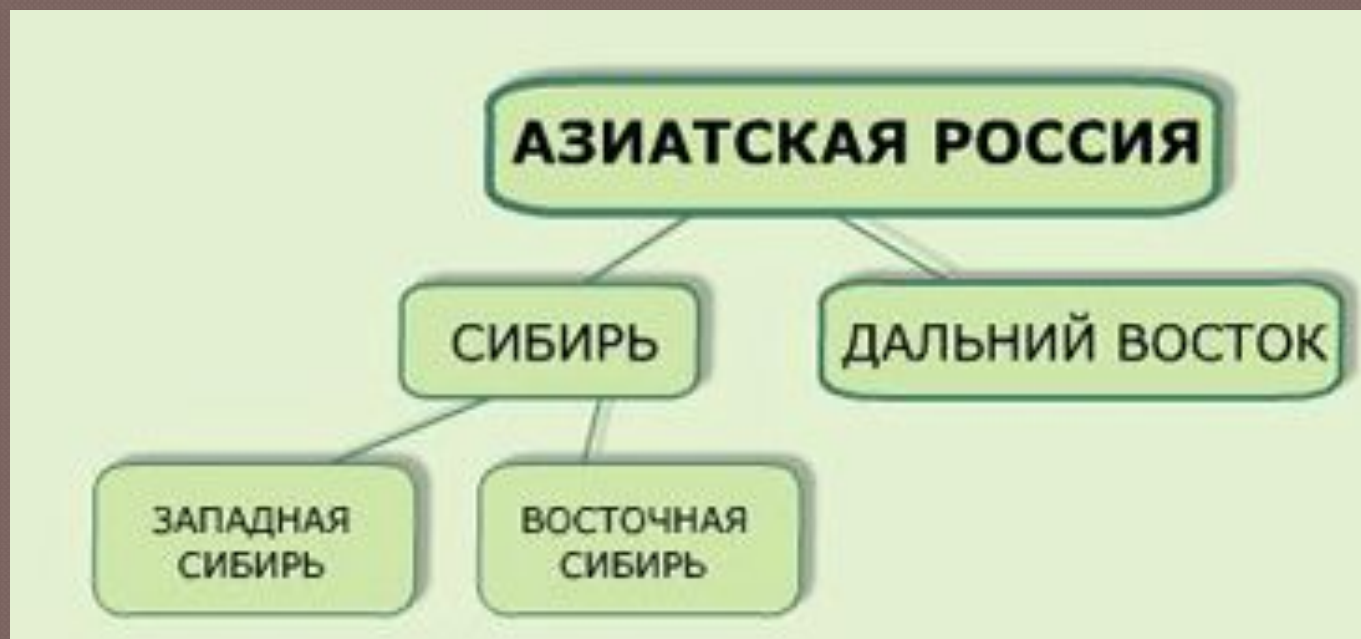 АЗИАТСКАЯ РОССИЯ
СИБИРЬ
ДАЛЬНИЙ ВОСТОК
ЗАПАДНАЯ
СИБИРЬ
ВОСТОЧНАЯ
СИБИРЬ